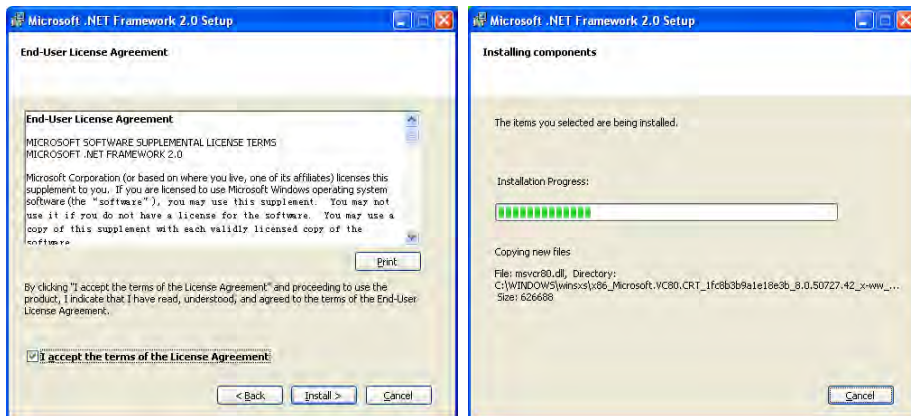 Microsoft .NET Framework 2.0 Setup
End-User License Agreement
End-User License Agreement
MICROSOFT SOFTWARE SUPPLEMENTAL LICENSE TERMS
MICROSOFT .NET FRAMEWORK 2.0
Microsoft Corporation (or based on where you live, one of its affiliates) licenses this
supplement to you. If you are licensed to use Microsoft Windows operating system
software (the "software"), you may use this supplement. You may not
use it if you do not have a license for the software. You may use a
copy of this supplement with each validly licensed copy of the
software
Print
By clicking "I accept the terms of the License Agreement" and proceeding to use the
product, I indicate that I have read, understood, and agreed to the terms of the End-User
License Agreement.
I accept the terms of the License Agreement
< Back
Install >
Cancel
Microsoft .NET Framework 2.0 Setup
Installing components
The items you selected are being installed.
Installation Progress:
Copying new files
File: msvcr80.dll, Directory:
C:\WINDOWS\winsxs\x86_Microsoft.VC80.CRT_1fc8b3b9a1e18e3b_8.0.50727.42_x-ww_...
Size: 626688
Cancel